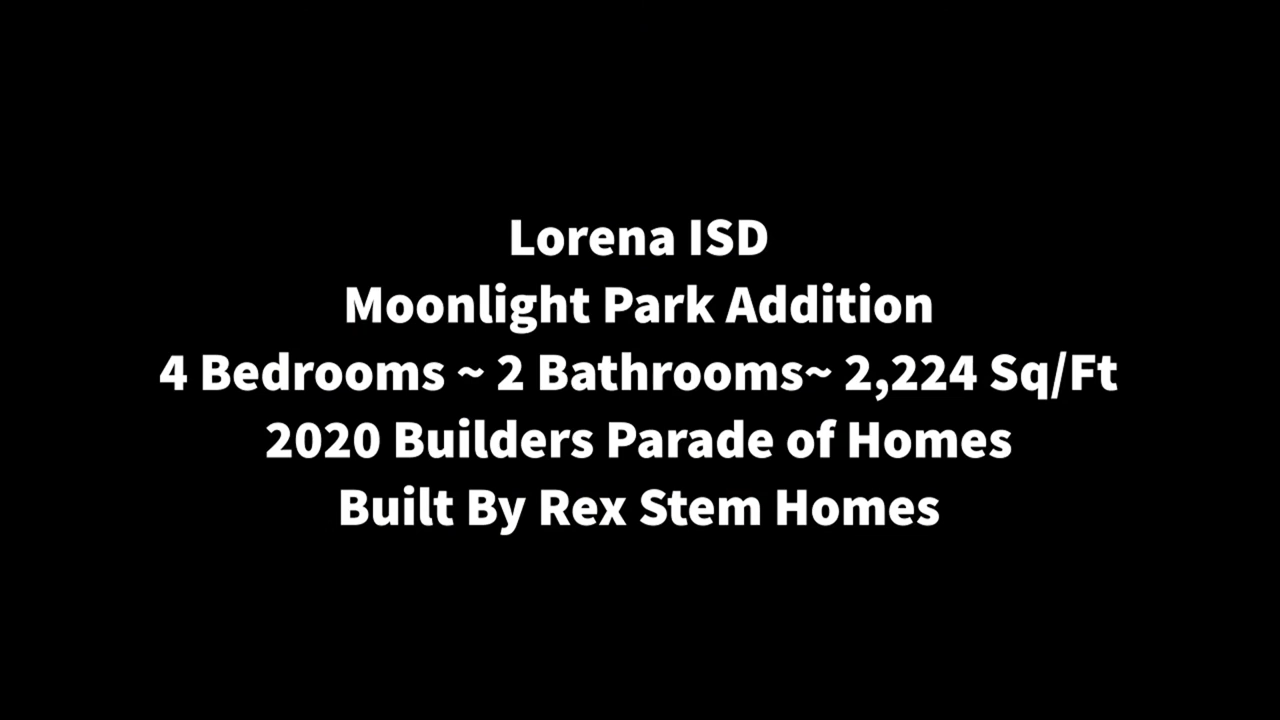 Lorena ISD
Moonlight Park Addition
4 Bedrooms ~ 2 Bathrooms~ 2,224 Sq/Ft
2020 Builders Parade of Homes
Built By Rex Stem Homes